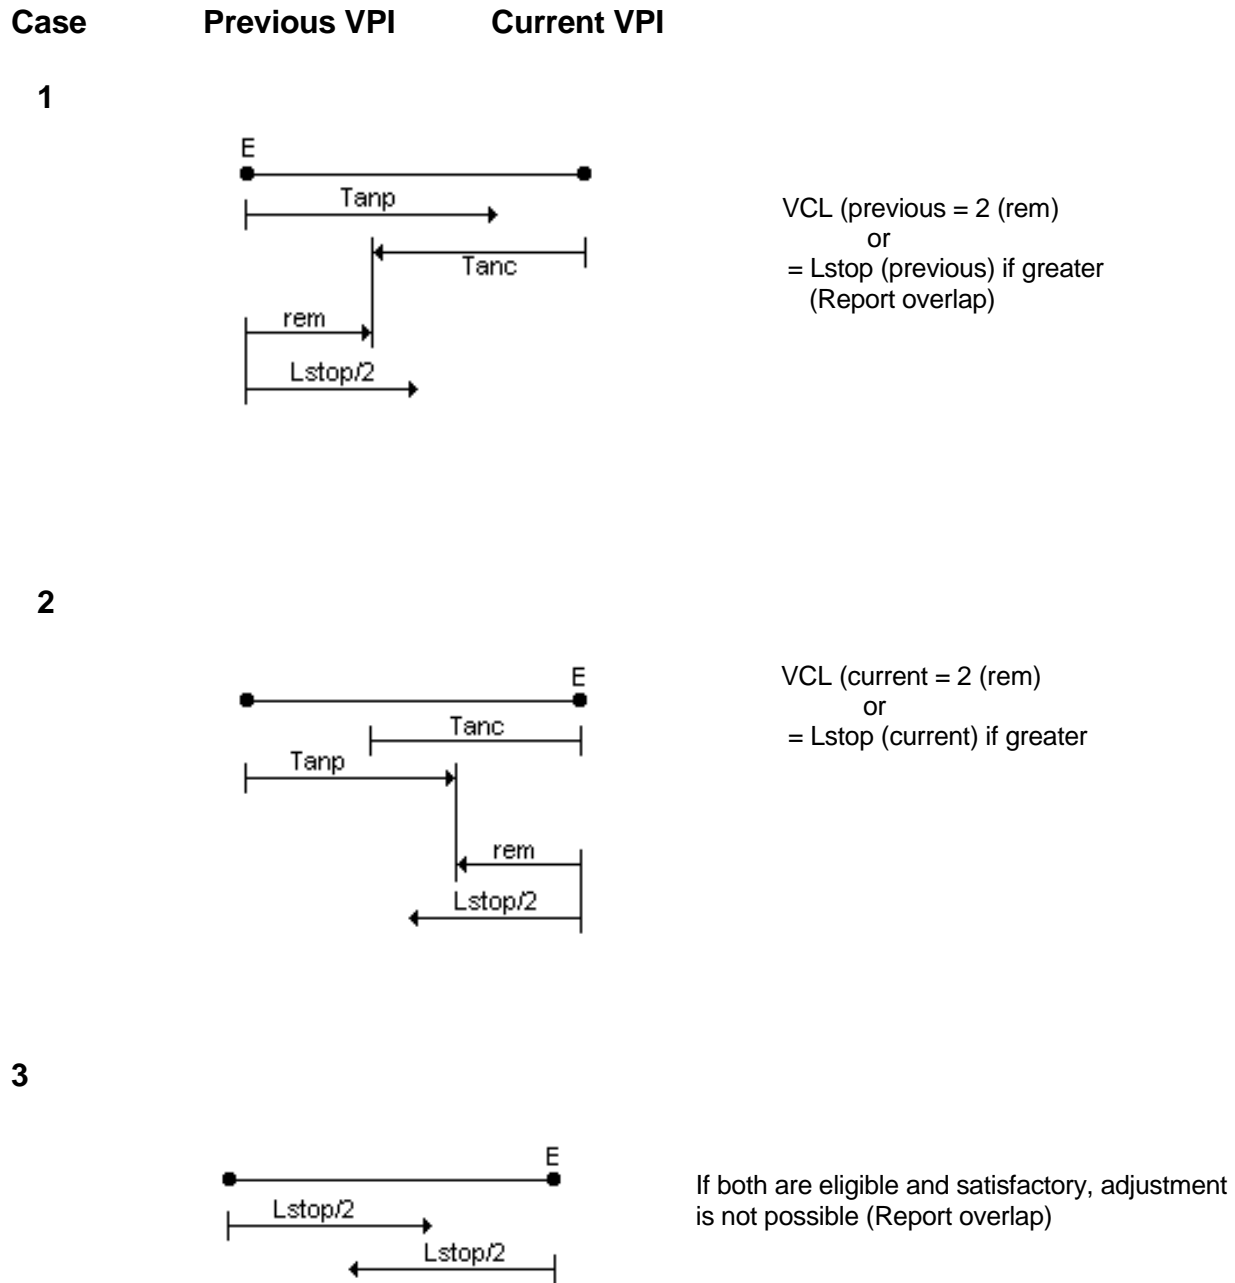 Case Previous VPI Current VPI
1
E
Tanp
Tanc
rem
Lstop/2
VCL (previous = 2 (rem)
or
= Lstop (previous) if greater
(Report overlap)
2
E
Tanc
Tanp
rem
Lstop/2
VCL (current = 2 (rem)
or
= Lstop (current) if greater
3
E
Lstop/2
Lstop/2
If both are eligible and satisfactory, adjustment
is not possible (Report overlap)